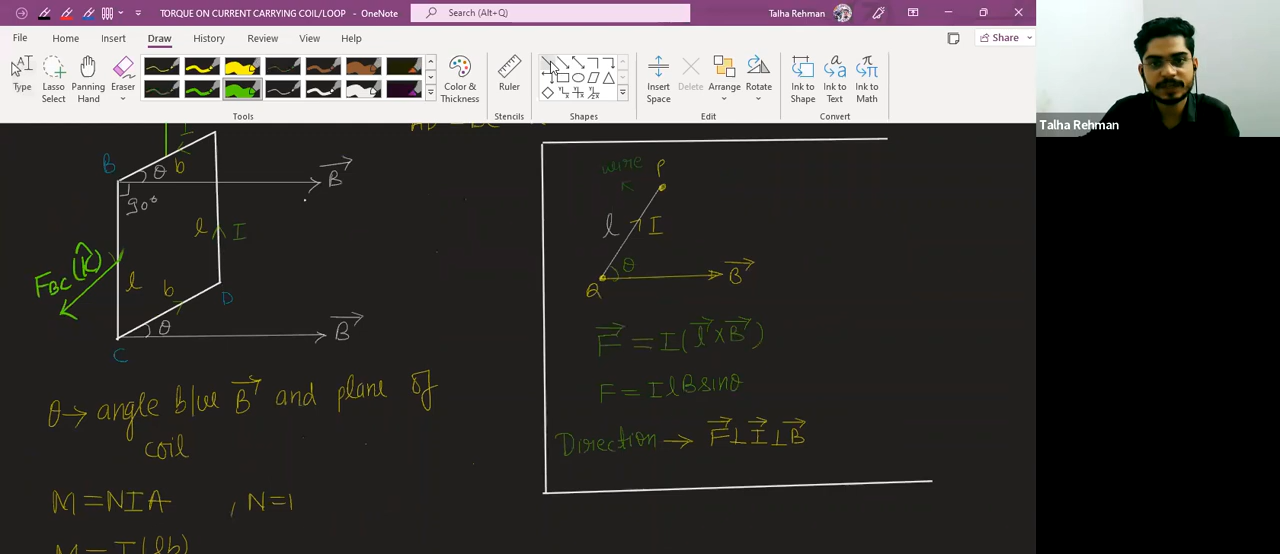 TORQUE ON CURRENT CARRYING COIL/LOOP - OneNote
Search (Alt+Q)
Talha Rehman
File Home Insert Draw History Review View Help
Share
Type
Lasso Select
Panning Hand
Eraser
Color & Thickness
Ruler
Insert Space
Delete
Arrange
Rotate
Ink to Shape
Ink to Text
Ink to Math
Tools
Stencils
Shapes
Edit
Convert
Talha Rehman
I
B
θ
b
B⃗
90°
l
I
F_BC(k̂)
l
b
D
θ
B⃗
C
θ → angle b/w B⃗ and plane of
coil
M = NIA , N=1
M = I(lb)
wire
P
l
I
θ
Q
B⃗
F⃗ = I(l⃗×B⃗)
F = IlBsinθ
Direction → F⃗⊥I⃗⊥B⃗